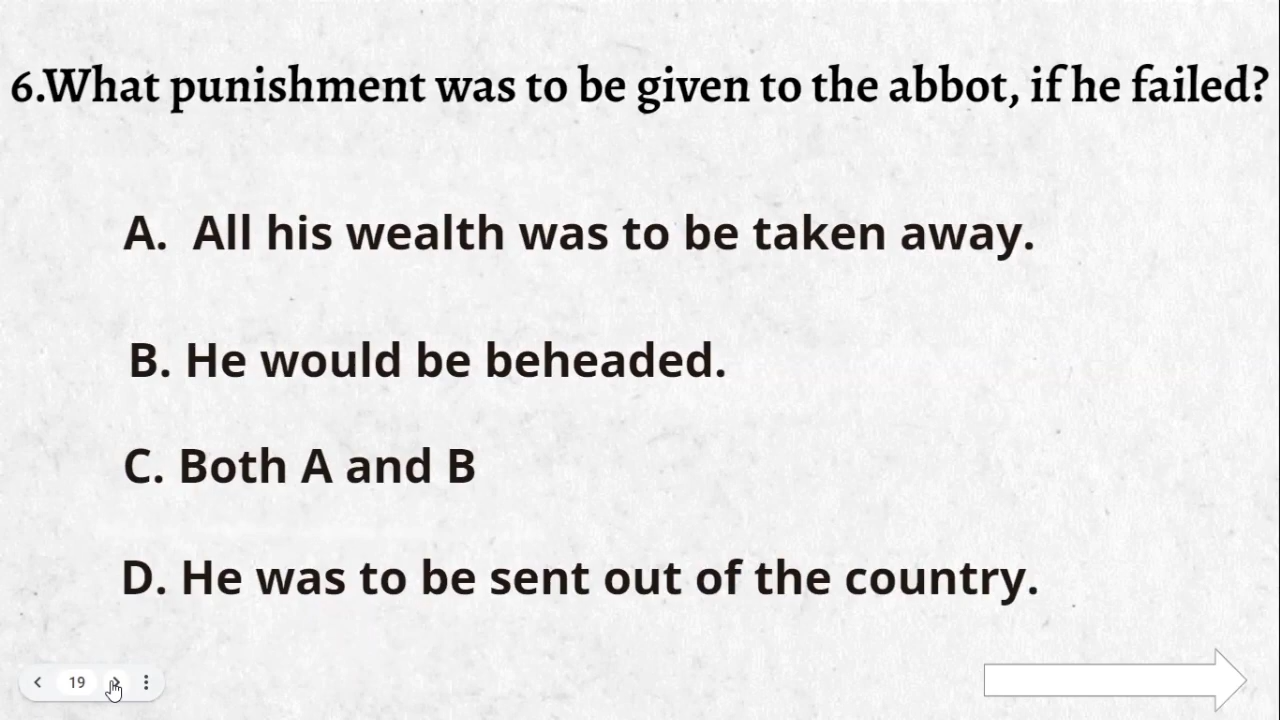 6.What punishment was to be given to the abbot, if he failed?
A. All his wealth was to be taken away.
B. He would be beheaded.
C. Both A and B
D. He was to be sent out of the country.
19